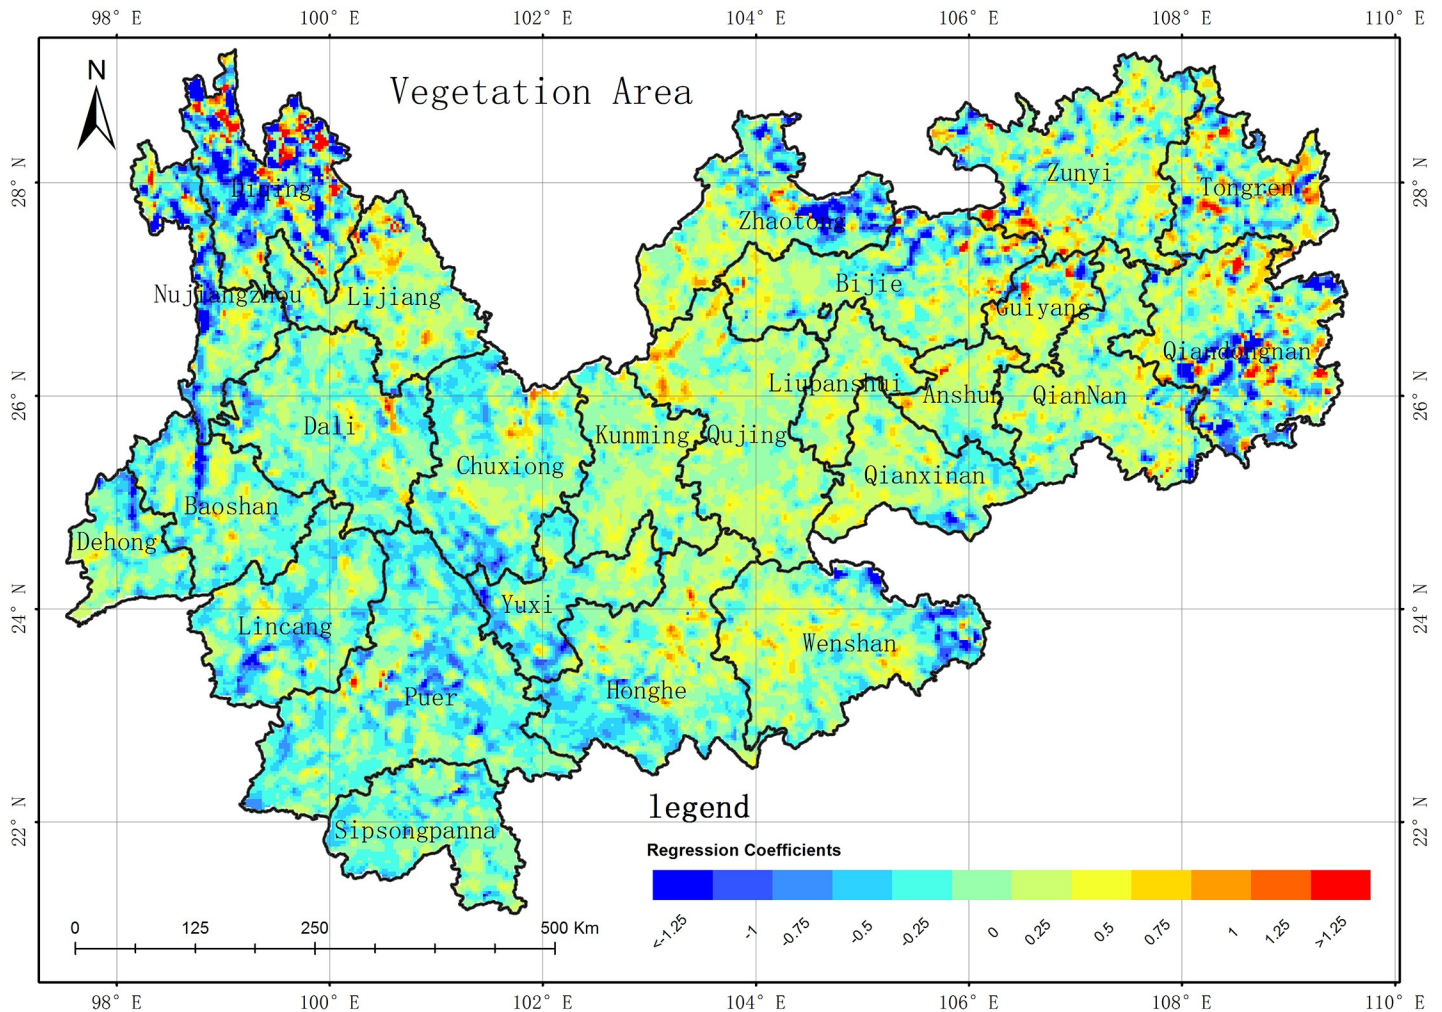 98° E 100° E 102° E 104° E 106° E 108° E 110° E
N
Vegetation Area
28° N
28° N
Zunyi
Diqing
Tongren
Zhaotong
Bijie
Nujiangzhou
Lijiang
Guiyang
Qiandongnan
26° N
26° N
Liupanshui
Anshun
QianNan
Dali
Kunming
Qujing
Chuxiong
Qianxinan
Baoshan
Dehong
24° N
24° N
Yuxi
Lincang
Wenshan
Puer
Honghe
22° N
22° N
Sipsongpanna
legend
Regression Coefficients
<-1.25 -1 -0.75 -0.5 -0.25 0 0.25 0.5 0.75 1 1.25 >1.25
0 125 250 500 Km
98° E 100° E 102° E 104° E 106° E 108° E 110° E